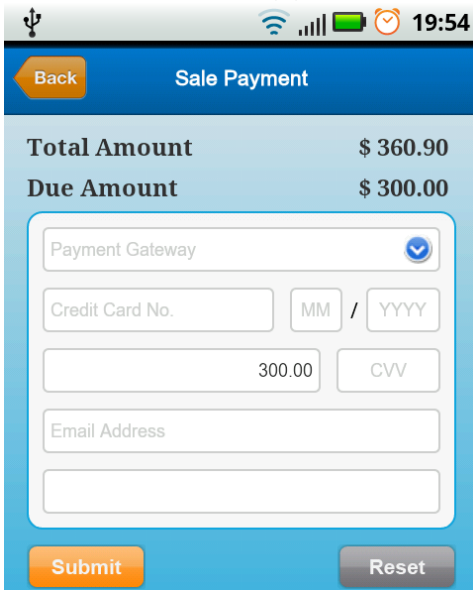 19:54
Back
Sale Payment
Total Amount $ 360.90
Due Amount $ 300.00
Payment Gateway
Credit Card No. MM / YYYY
300.00 CVV
Email Address
Submit Reset